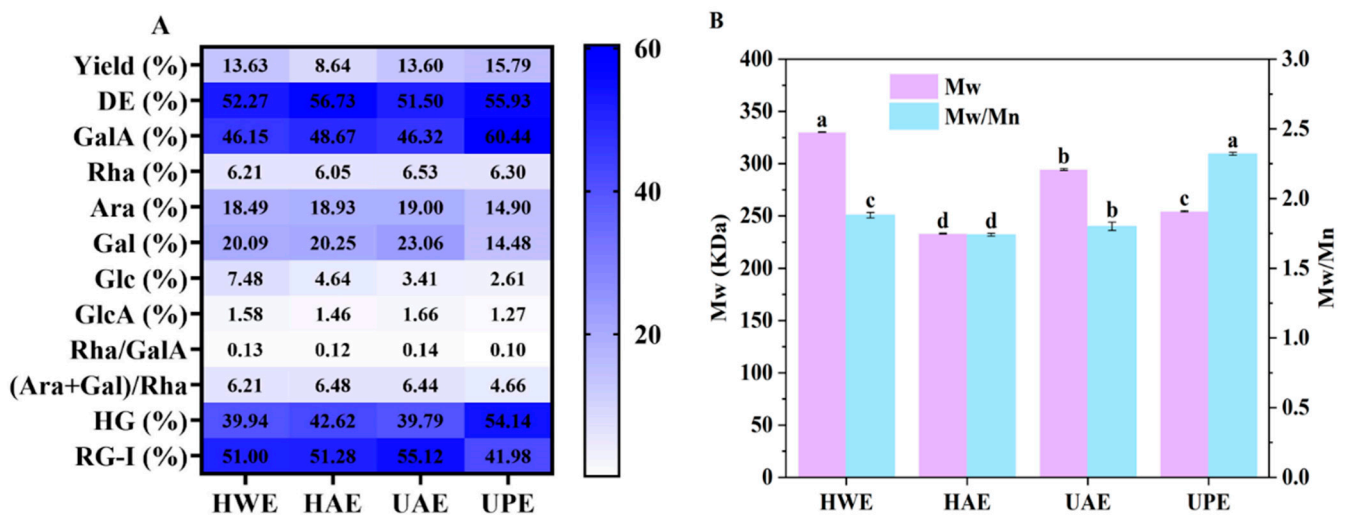 A
Yield (%) 13.63 8.64 13.60 15.79
DE (%) 52.27 56.73 51.50 55.93
GalA (%) 46.15 48.67 46.32 60.44
Rha (%) 6.21 6.05 6.53 6.30
Ara (%) 18.49 18.93 19.00 14.90
Gal (%) 20.09 20.25 23.06 14.48
Glc (%) 7.48 4.64 3.41 2.61
GlcA (%) 1.58 1.46 1.66 1.27
Rha/GalA 0.13 0.12 0.14 0.10
(Ara+Gal)/Rha 6.21 6.48 6.44 4.66
HG (%) 39.94 42.62 39.79 54.14
RG-I (%) 51.00 51.28 55.12 41.98
HWE HAE UAE UPE
60
40
20
B
Mw (KDa)
400
350
300
250
200
150
100
50
0
Mw
Mw/Mn
a c d d b b c a
HWE HAE UAE UPE
3.0
2.5
2.0
1.5
1.0
0.5
0.0
Mw/Mn